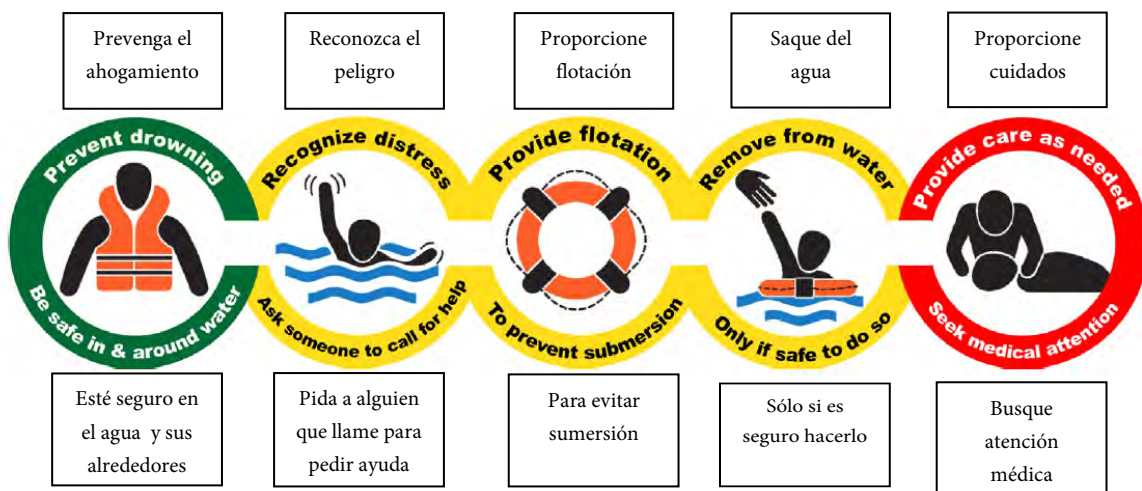 Prevenga el
ahogamiento
Reconozca el
peligro
Proporcione
flotación
Saque del
agua
Proporcione
cuidados
Prevent drowning
Be safe in & around water
Recognize distress
Ask someone to call for help
Provide flotation
To prevent submersion
Remove from water
Only if safe to do so
Provide care as needed
Seek medical attention
Esté seguro en
el agua y sus
alrededores
Pida a alguien
que llame para
pedir ayuda
Para evitar
sumersión
Sólo si es
seguro hacerlo
Busque
atención
médica